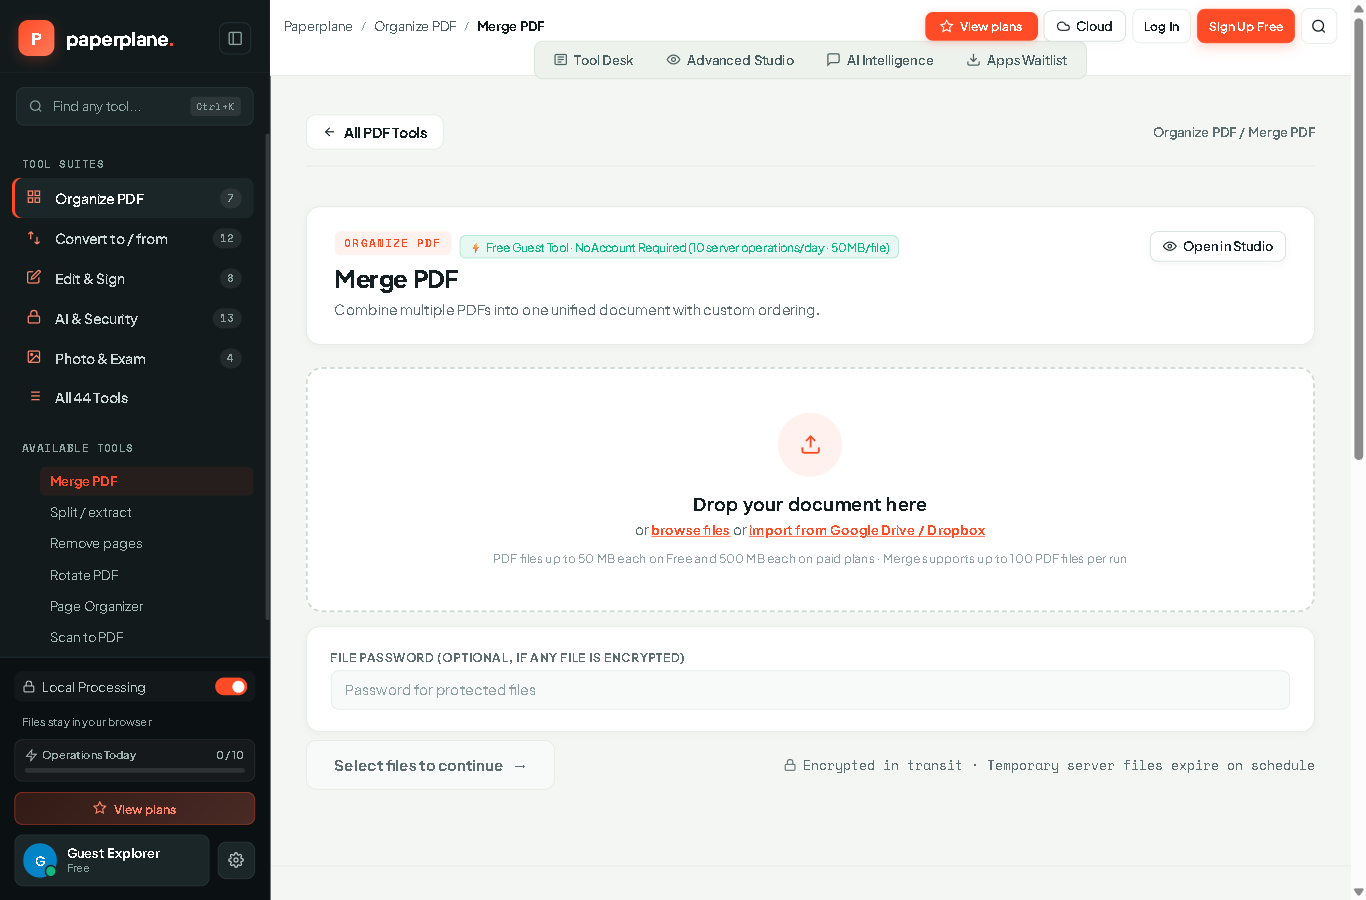 P paperplane.
Find any tool... Ctrl+K
TOOL SUITES
Organize PDF 7
Convert to / from 12
Edit & Sign 8
AI & Security 13
Photo & Exam 4
All 44 Tools
AVAILABLE TOOLS
Merge PDF
Split / extract
Remove pages
Rotate PDF
Page Organizer
Scan to PDF
Local Processing
Files stay in your browser
Operations Today 0/10
View plans
G Guest Explorer
Free
Paperplane / Organize PDF / Merge PDF
View plans Cloud Log In Sign Up Free
Tool Desk Advanced Studio AI Intelligence Apps Waitlist
← All PDF Tools
Organize PDF / Merge PDF
ORGANIZE PDF
Free Guest Tool · No Account Required (10 server operations/day · 50MB/file)
Open in Studio
Merge PDF
Combine multiple PDFs into one unified document with custom ordering.
Drop your document here
or browse files or import from Google Drive / Dropbox
PDF files up to 50 MB each on Free and 500 MB each on paid plans · Merge supports up to 100 PDF files per run
FILE PASSWORD (OPTIONAL, IF ANY FILE IS ENCRYPTED)
Password for protected files
Select files to continue →
Encrypted in transit · Temporary server files expire on schedule